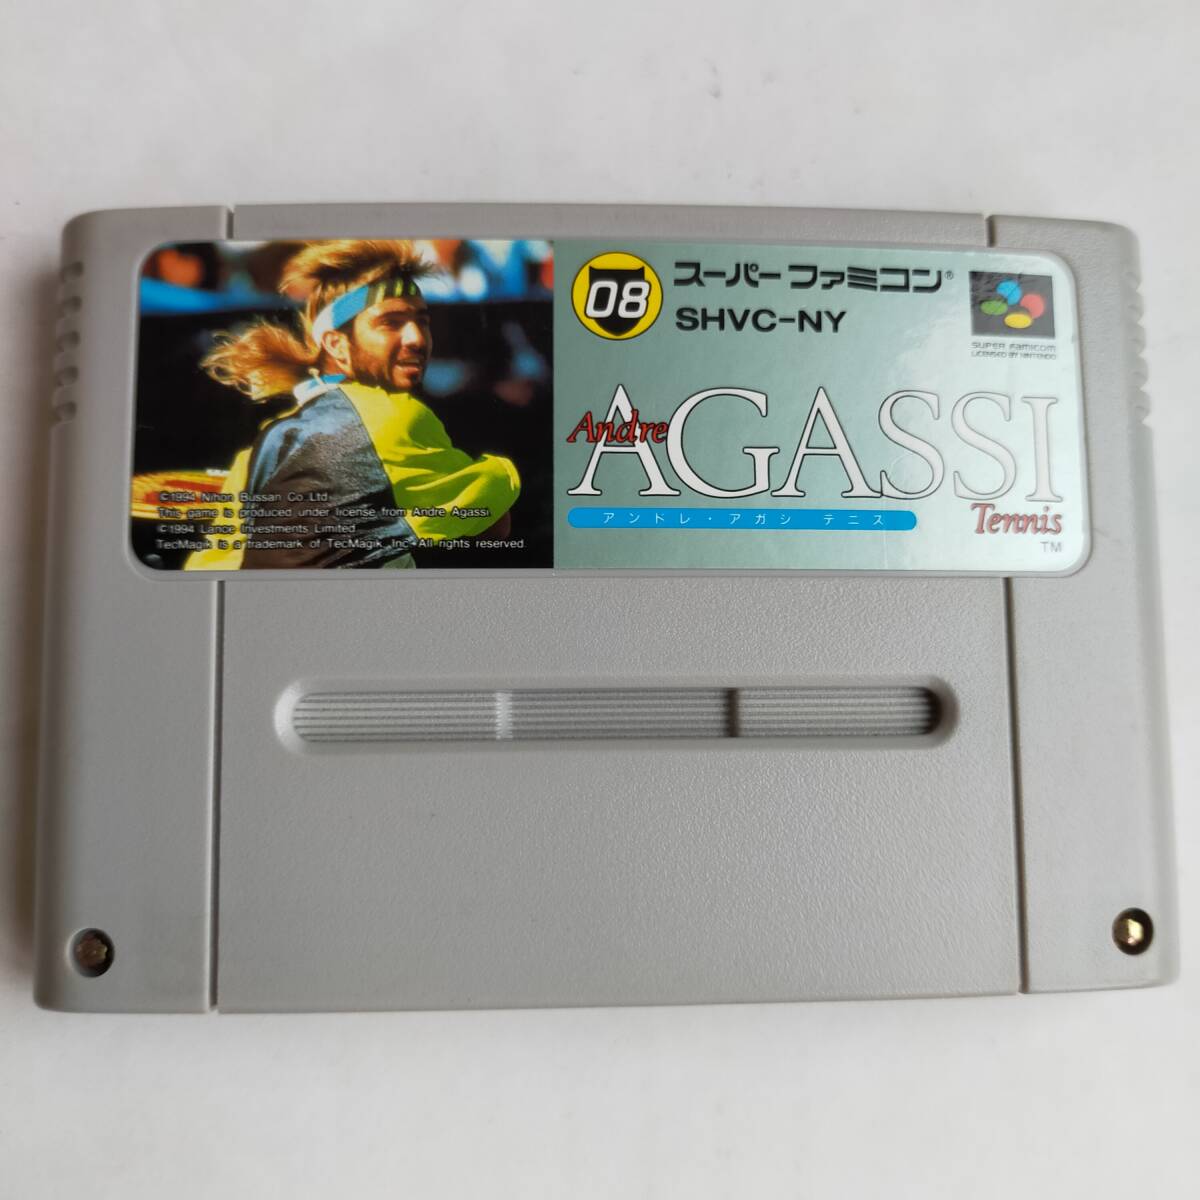 08
スーパーファミコン®
SHVC-NY
SUPER Famicom
LICENSED BY NINTENDO
Andre
AGASSI
アンドレ・アガシ テニス
Tennis
TM
©1994 Nihon Bussan Co.,Ltd.
This game is produced under license from Andre Agassi.
©1994 Lance Investments Limited.
TecMagik is a trademark of TecMagik, Inc. All rights reserved.